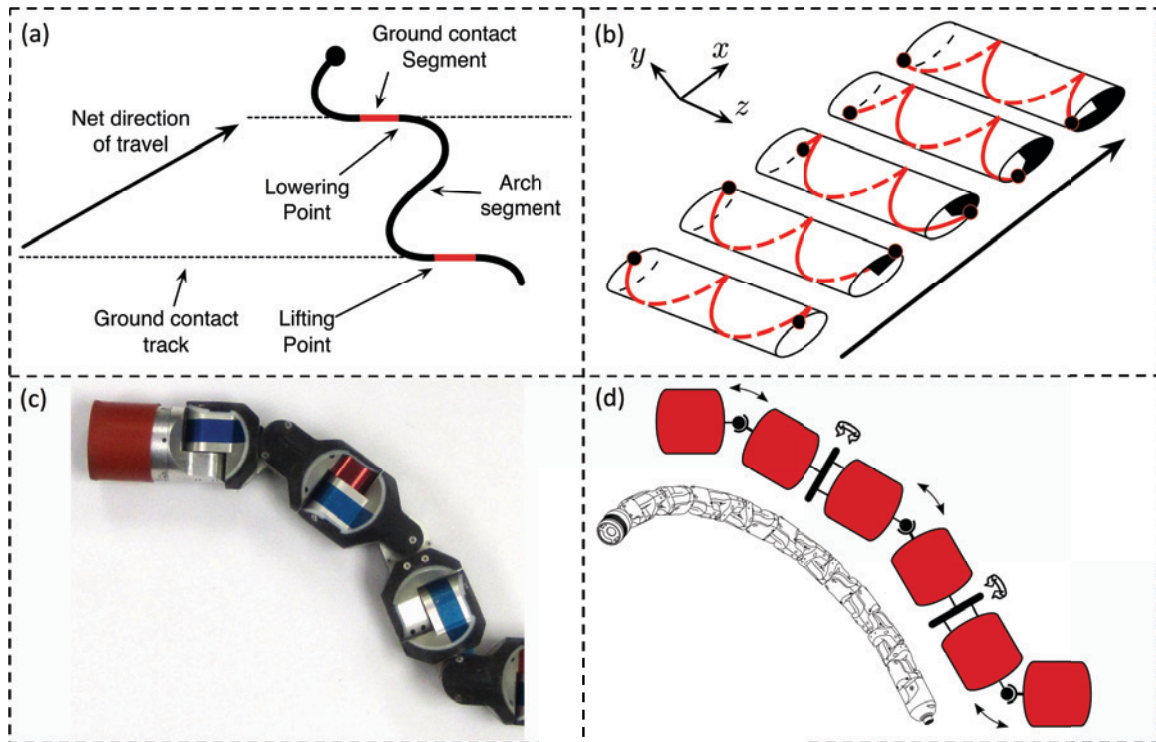 (a)
Ground contact
Segment
Net direction
of travel
Lowering
Point
Arch
segment
Ground contact
track
Lifting
Point
(b)
y
x
z
(c)
(d)